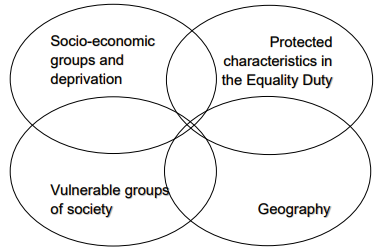 Socio-economic
groups and
deprivation
Protected
characteristics in
the Equality Duty
Vulnerable groups
of society
Geography